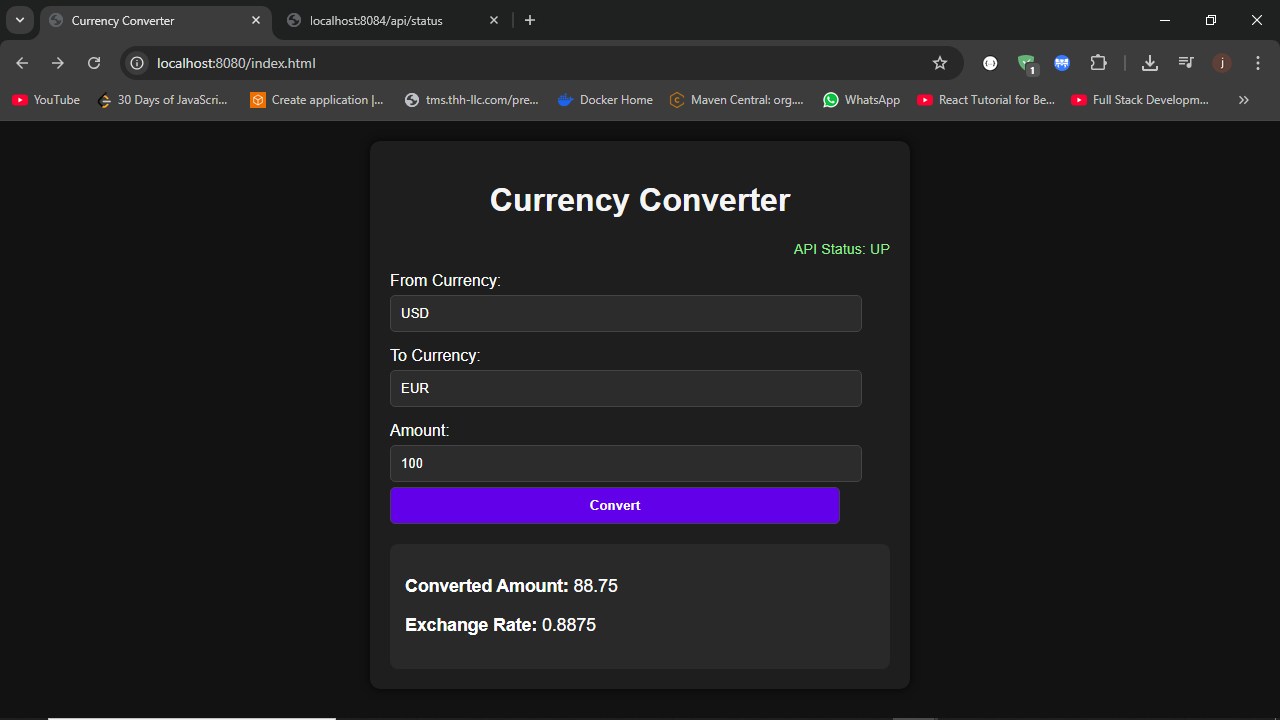 Currency Converter
localhost:8084/api/status
localhost:8080/index.html
1
j
YouTube
30 Days of JavaScri...
Create application |...
tms.thh-llc.com/pre...
Docker Home
Maven Central: org....
WhatsApp
React Tutorial for Be...
Full Stack Developm...
Currency Converter
API Status: UP
From Currency:
USD
To Currency:
EUR
Amount:
100
Convert
Converted Amount: 88.75
Exchange Rate: 0.8875